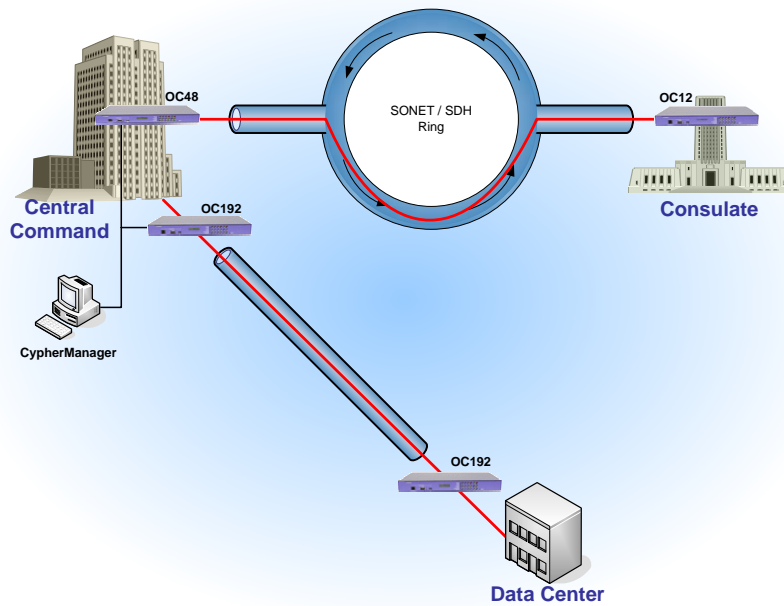 OC48
SONET / SDH
Ring
OC12
Central
Command
OC192
Consulate
CypherManager
OC192
Data Center